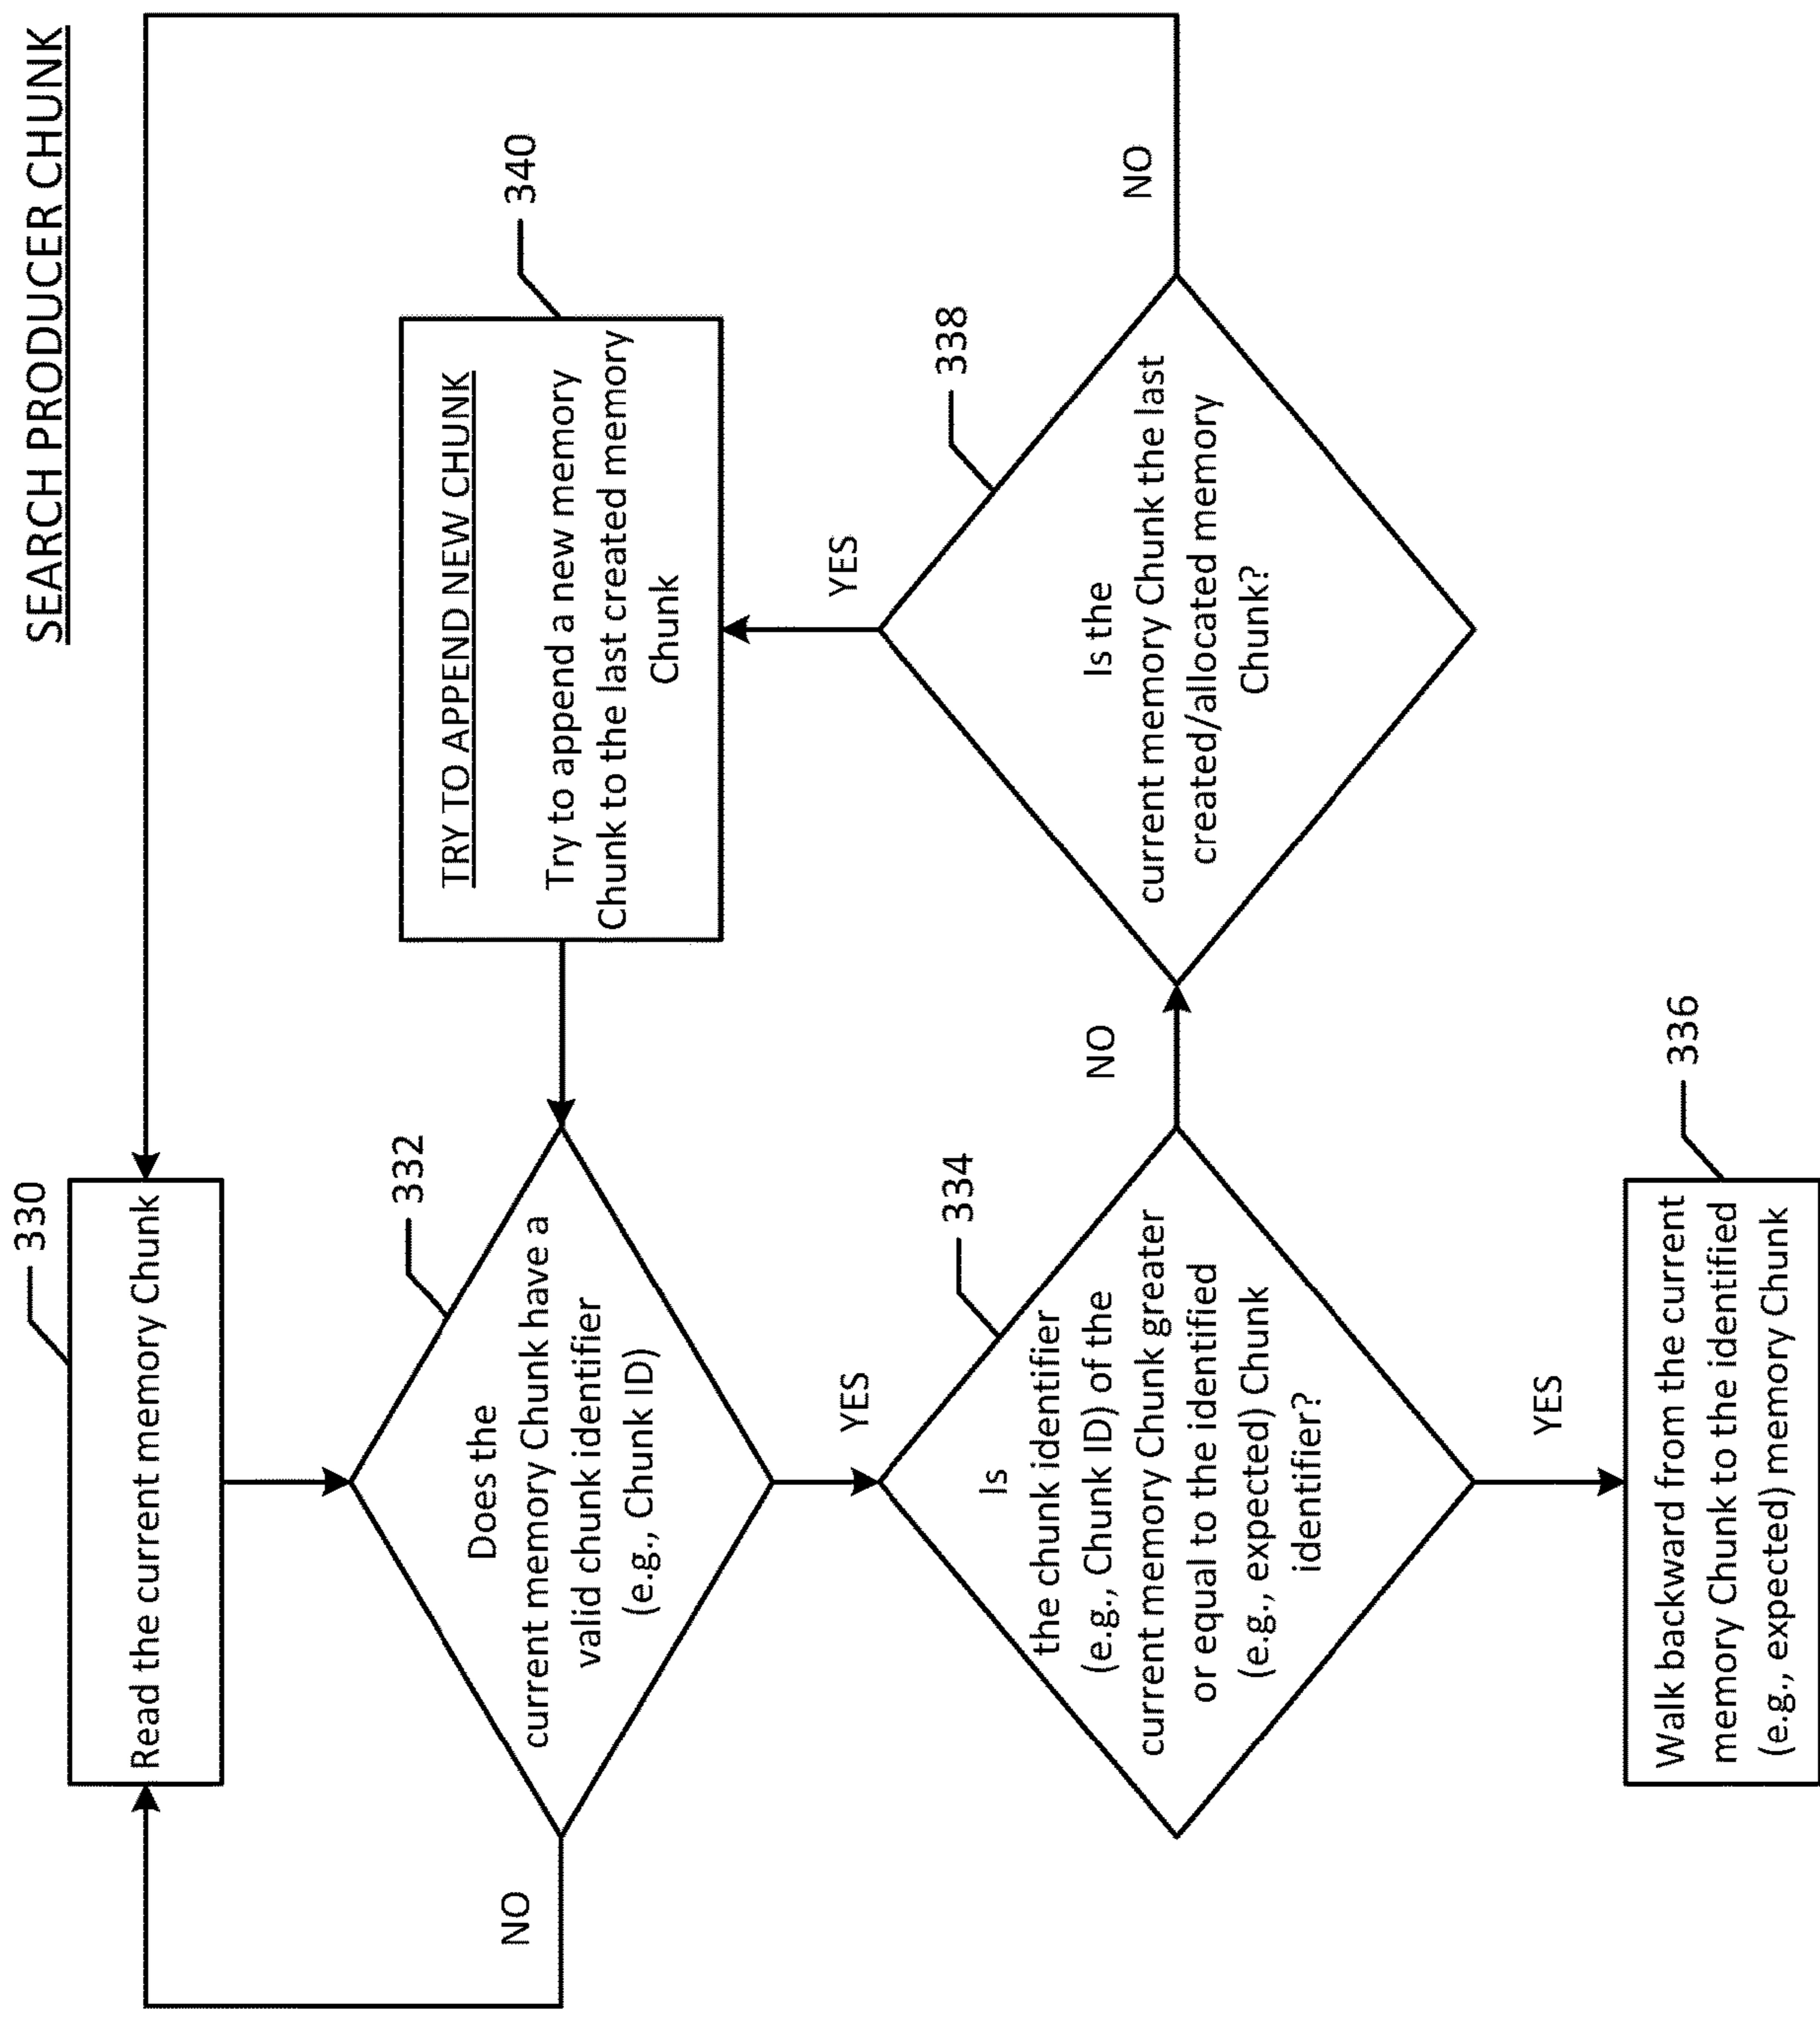 SEARCH PRODUCER CHUNK
330
Read the current memory Chunk
332
Does the
current memory Chunk have a
valid chunk identifier
(e.g., Chunk ID)
NO
YES
340
TRY TO APPEND NEW CHUNK
Try to append a new memory
Chunk to the last created memory
Chunk
334
Is
the chunk identifier
(e.g., Chunk ID) of the
current memory Chunk greater
or equal to the identified
(e.g., expected) Chunk
identifier?
NO
YES
338
Is the
current memory Chunk the last
created/allocated memory
Chunk?
YES
NO
336
Walk backward from the current
memory Chunk to the identified
(e.g., expected) memory Chunk